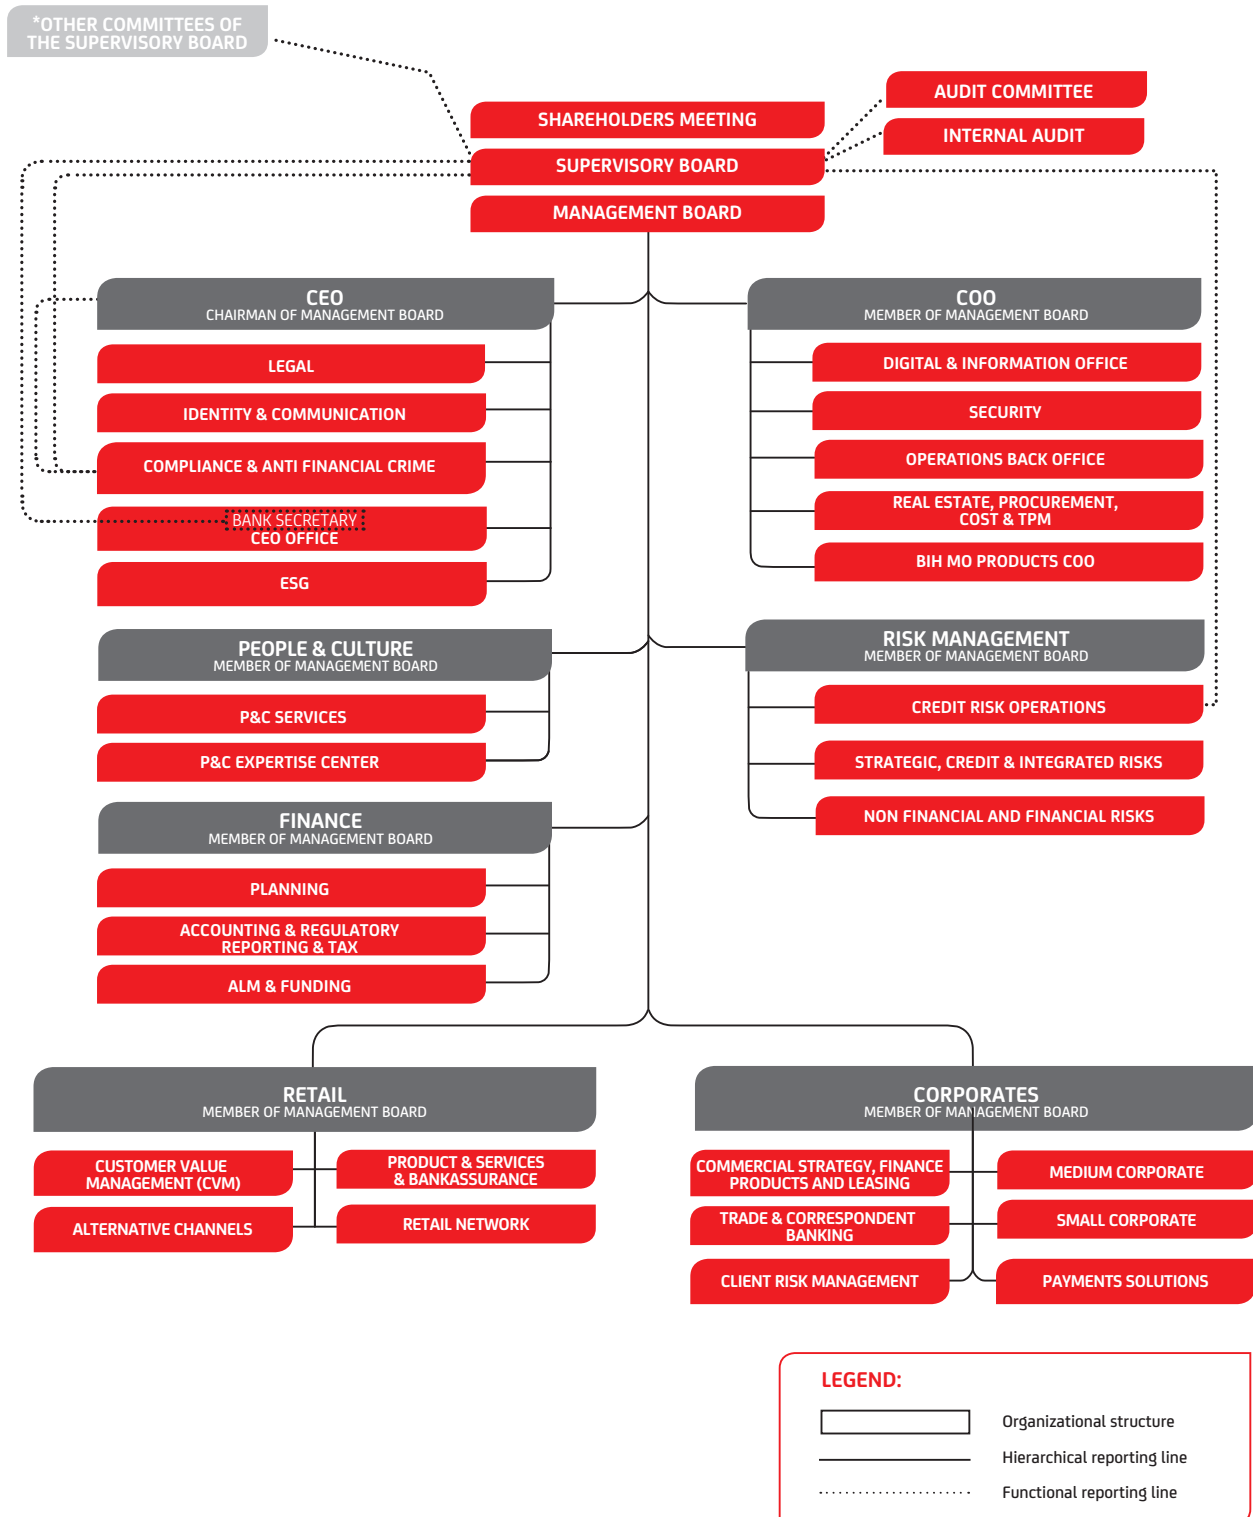 *OTHER COMMITTEES OF
THE SUPERVISORY BOARD
AUDIT COMMITTEE
SHAREHOLDERS MEETING
INTERNAL AUDIT
SUPERVISORY BOARD
MANAGEMENT BOARD
CEO
CHAIRMAN OF MANAGEMENT BOARD
LEGAL
IDENTITY & COMMUNICATION
COMPLIANCE & ANTI FINANCIAL CRIME
BANK SECRETARY
CEO OFFICE
ESG
COO
MEMBER OF MANAGEMENT BOARD
DIGITAL & INFORMATION OFFICE
SECURITY
OPERATIONS BACK OFFICE
REAL ESTATE, PROCUREMENT,
COST & TPM
BIH MO PRODUCTS COO
PEOPLE & CULTURE
MEMBER OF MANAGEMENT BOARD
P&C SERVICES
P&C EXPERTISE CENTER
RISK MANAGEMENT
MEMBER OF MANAGEMENT BOARD
CREDIT RISK OPERATIONS
STRATEGIC, CREDIT & INTEGRATED RISKS
NON FINANCIAL AND FINANCIAL RISKS
FINANCE
MEMBER OF MANAGEMENT BOARD
PLANNING
ACCOUNTING & REGULATORY
REPORTING & TAX
ALM & FUNDING
RETAIL
MEMBER OF MANAGEMENT BOARD
CUSTOMER VALUE
MANAGEMENT (CVM)
PRODUCT & SERVICES
& BANKASSURANCE
ALTERNATIVE CHANNELS
RETAIL NETWORK
CORPORATES
MEMBER OF MANAGEMENT BOARD
COMMERCIAL STRATEGY, FINANCE
PRODUCTS AND LEASING
MEDIUM CORPORATE
TRADE & CORRESPONDENT
BANKING
SMALL CORPORATE
CLIENT RISK MANAGEMENT
PAYMENTS SOLUTIONS
LEGEND:
Organizational structure
Hierarchical reporting line
Functional reporting line